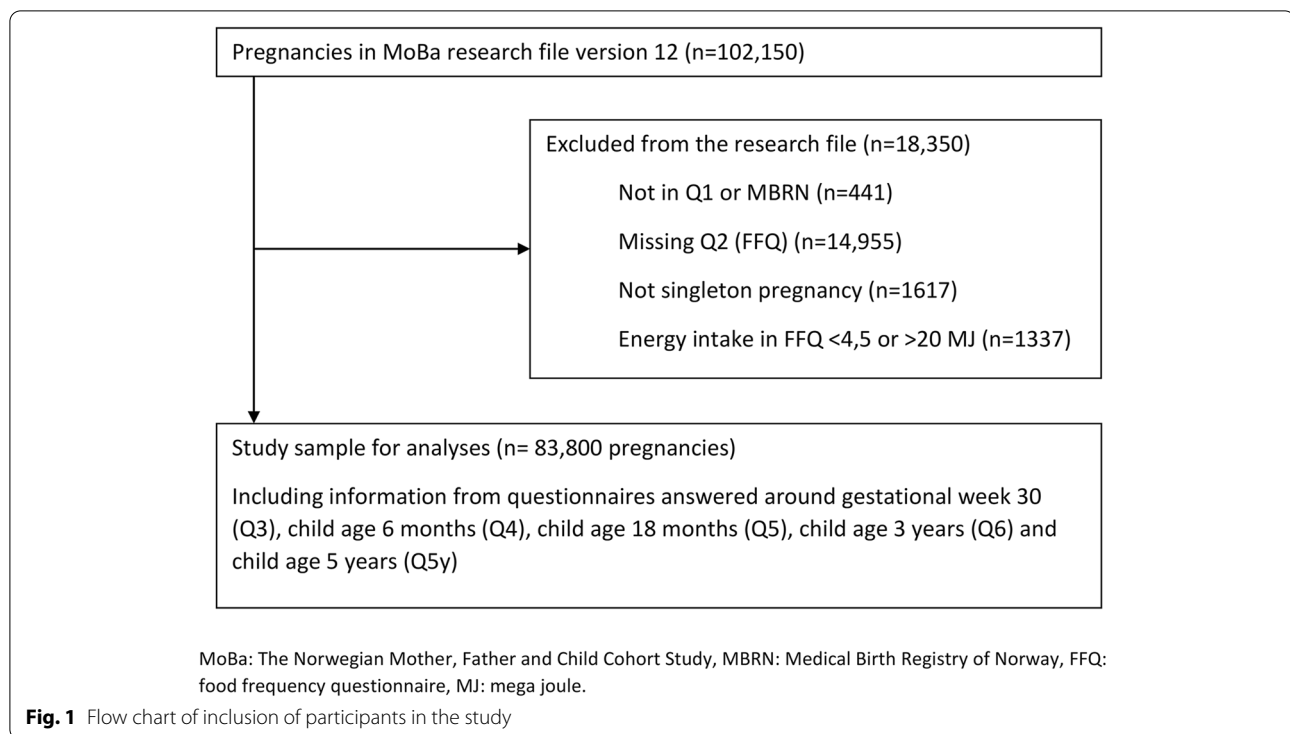 Pregnancies in MoBa research file version 12 (n=102,150)
Excluded from the research file (n=18,350)
Not in Q1 or MBRN (n=441)
Missing Q2 (FFQ) (n=14,955)
Not singleton pregnancy (n=1617)
Energy intake in FFQ <4,5 or >20 MJ (n=1337)
Study sample for analyses (n= 83,800 pregnancies)
Including information from questionnaires answered around gestational week 30
(Q3), child age 6 months (Q4), child age 18 months (Q5), child age 3 years (Q6) and
child age 5 years (Q5y)
MoBa: The Norwegian Mother, Father and Child Cohort Study, MBRN: Medical Birth Registry of Norway, FFQ:
food frequency questionnaire, MJ: mega joule.
Fig. 1 Flow chart of inclusion of participants in the study